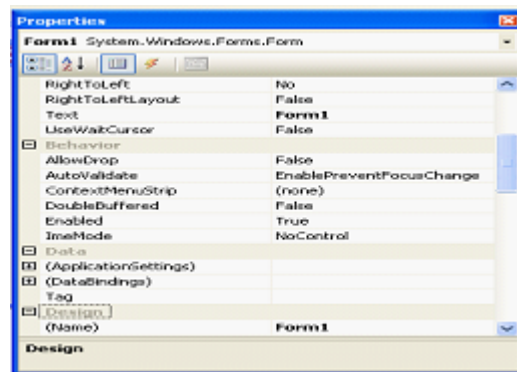 Properties
Form1 System.Windows.Forms.Form
RightToLeft No
RightToLeftLayout False
Text Form1
UseWaitCursor False
Behavior
AllowDrop False
AutoValidate EnablePreventFocusChange
ContextMenuStrip (none)
DoubleBuffered False
Enabled True
ImeMode NoControl
Data
(ApplicationSettings)
(DataBindings)
Tag
Design
(Name) Form1
Design